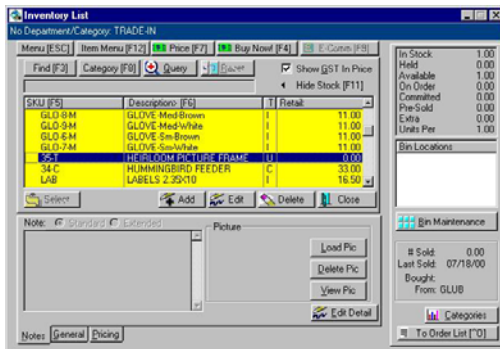 Inventory List
No Department/Category: TRADE-IN
Menu [ESC] Item Menu [F12] Price [F7] Buy Now! [F4] E-Comm [F9]
Find [F3] Category [F8] Query Show GST In Price
Hide Stock [F11]
SKU [F5] Description [F6] T Retail
GLO-8-M GLOVE-Med-Brown I 11.00
GLO-9-M GLOVE-Med-White I 11.00
GLO-6-M GLOVE-Sm-Brown I 11.00
GLO-7-M GLOVE-Sm-White I 11.00
35-T HEIRLOOM PICTURE FRAME U 0.00
34-C HUMMINGBIRD FEEDER C 33.00
LAB LABELS 2.35X10 I 16.50
Select Add Edit Delete Close
Note: Standard Extended
Picture
Load Pic
Delete Pic
View Pic
Edit Detail
Notes General Pricing
In Stock 1.00
Held 0.00
Available 1.00
On Order 0.00
Committed 0.00
Pre-Sold 0.00
Extra 0.00
Units Per 1.00
Bin Locations
Bin Maintenance
# Sold: 0.00
Last Sold: 07/18/00
Bought:
From: GLUB
Categories
To Order List [^O]